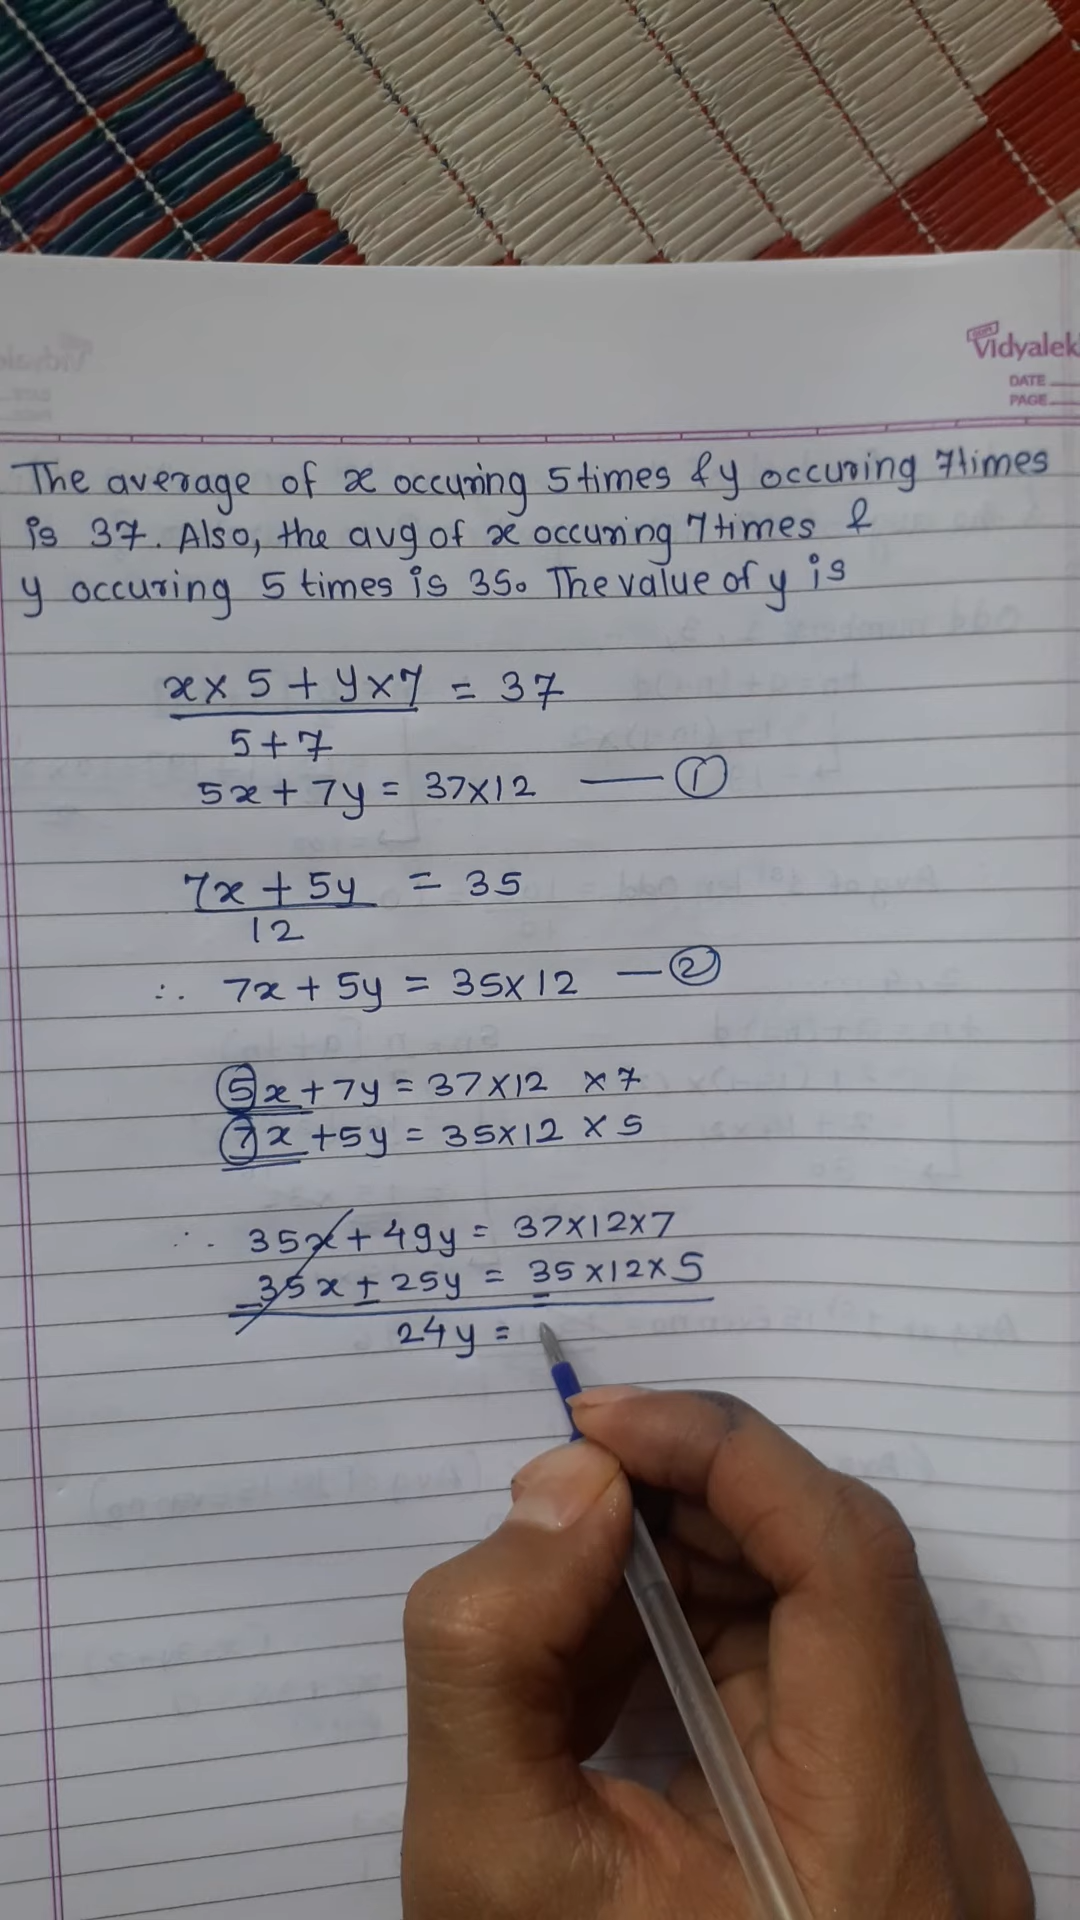 Vidyalek
DATE
PAGE
The average of x occuring 5 times & y occuring 7 times
is 37. Also, the avg of x occuring 7 times &
y occuring 5 times is 35. The value of y is
x × 5 + y × 7 = 37
5 + 7
5x + 7y = 37×12 — ①
7x + 5y = 35
12
∴ 7x + 5y = 35×12 — ②
5x + 7y = 37×12 × 7
7x + 5y = 35×12 × 5
∴ 35x + 49y = 37×12×7
35x ± 25y = 35×12×5
24y =